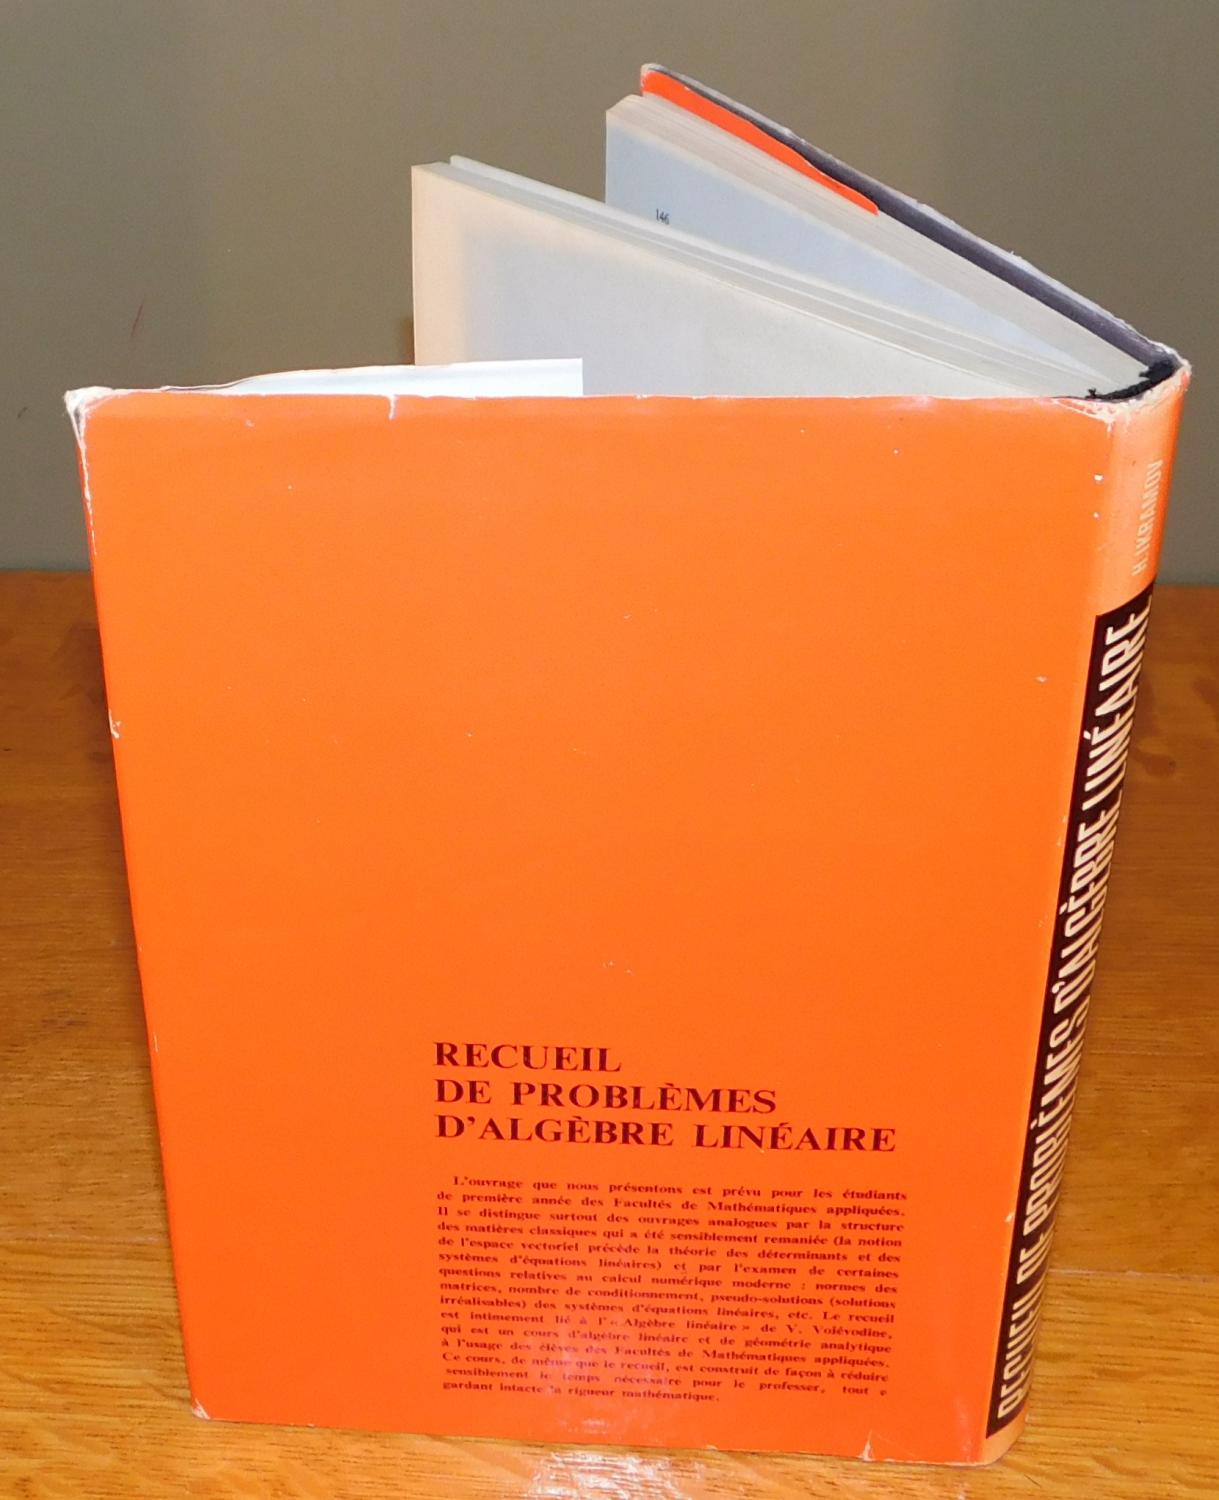 146
H. IKRAMOV
RECUEIL DE PROBLÈMES D'ALGÈBRE LINÉAIRE
RECUEIL
DE PROBLÈMES
D'ALGÈBRE LINÉAIRE
L'ouvrage que nous présentons est prévu pour les étudiants
de première année des Facultés de Mathématiques appliquées.
Il se distingue surtout des ouvrages analogues par la structure
des matières classiques qui a été sensiblement remaniée (la notion
de l'espace vectoriel précède la théorie des déterminants et des
systèmes d'équations linéaires) et par l'examen de certaines
questions relatives au calcul numérique moderne : normes des
matrices, nombre de conditionnement, pseudo-solutions (solutions
irréalisables) des systèmes d'équations linéaires, etc. Le recueil
est intimement lié à l'« Algèbre linéaire » de V. Voïévodine,
qui est un cours d'algèbre linéaire et de géométrie analytique
à l'usage des élèves des Facultés de Mathématiques appliquées.
Ce cours, de même que le recueil, est construit de façon à réduire
sensiblement le temps nécessaire pour le professer, tout e
gardant intacte la rigueur mathématique.